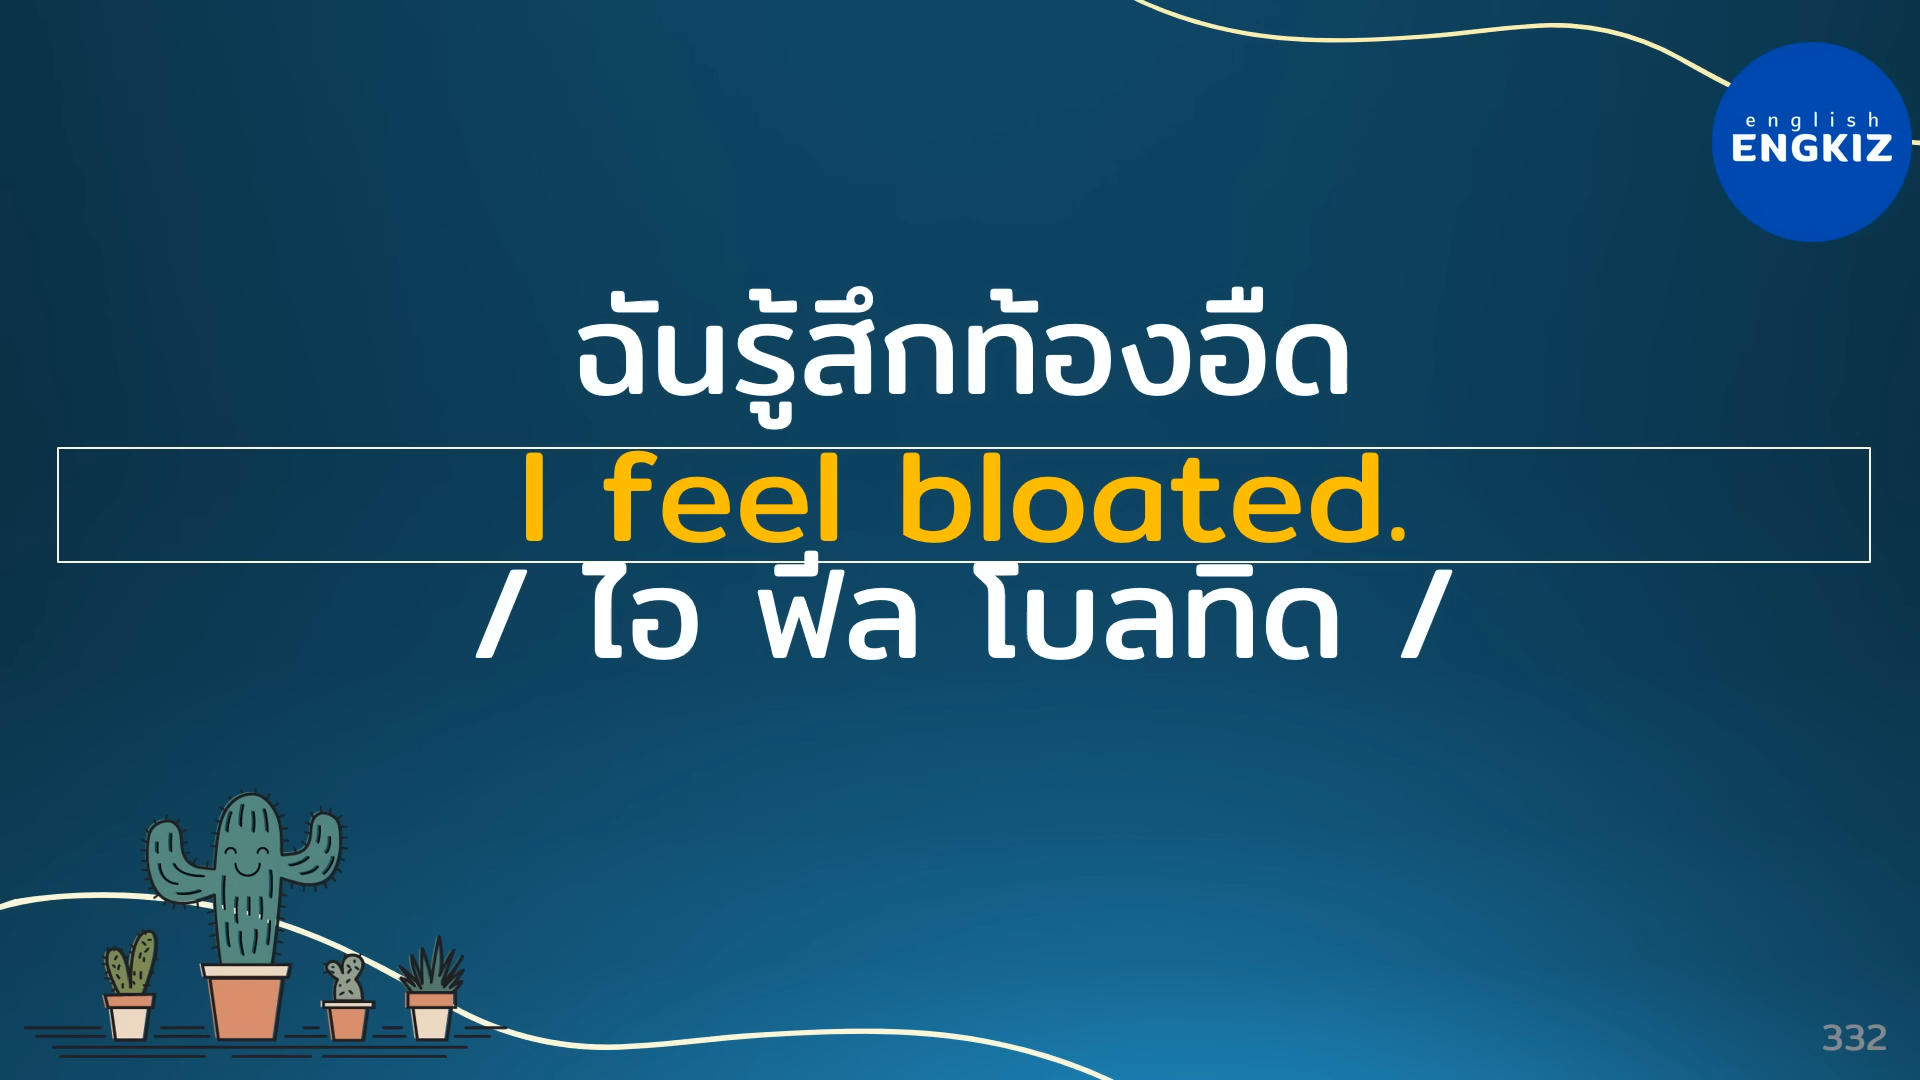 english
ENGKIZ
ฉันรู้สึกท้องอืด
I feel bloated.
/ ไอ ฟีล โบลทิด /
332